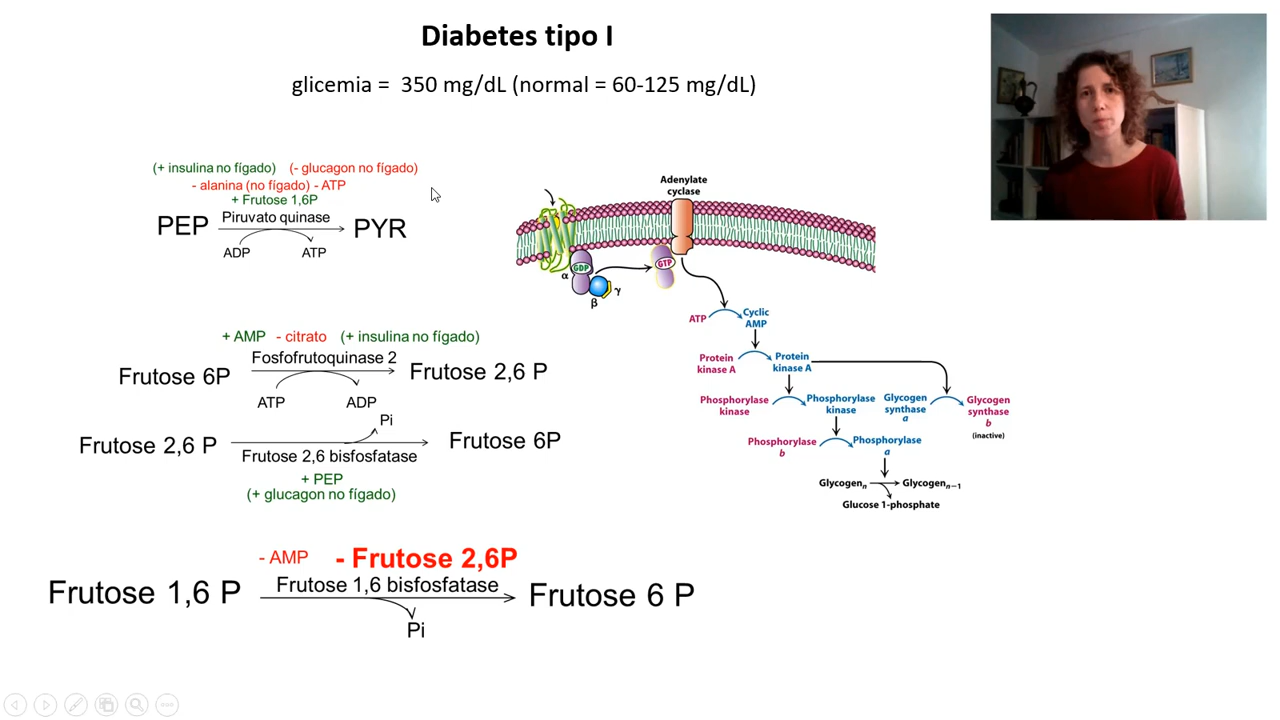 Diabetes tipo I
glicemia = 350 mg/dL (normal = 60-125 mg/dL)
(+ insulina no fígado) (- glucagon no fígado)
- alanina (no fígado) - ATP
+ Frutose 1,6P
Piruvato quinase
PEP PYR
ADP ATP
+ AMP - citrato (+ insulina no fígado)
Fosfofrutoquinase 2
Frutose 6P Frutose 2,6 P
ATP ADP
Pi
Frutose 2,6 P Frutose 6P
Frutose 2,6 bisfosfatase
+ PEP
(+ glucagon no fígado)
- AMP - Frutose 2,6P
Frutose 1,6 bisfosfatase
Frutose 1,6 P Frutose 6 P
Pi
Adenylate
cyclase
GDP GTP
α
β γ
ATP Cyclic
AMP
Protein
kinase A
Protein
kinase A
Phosphorylase
kinase
Phosphorylase
kinase
Glycogen
synthase
a
Glycogen
synthase
b
(inactive)
Phosphorylase
b
Phosphorylase
a
Glycogenn Glycogenn−1
Glucose 1-phosphate